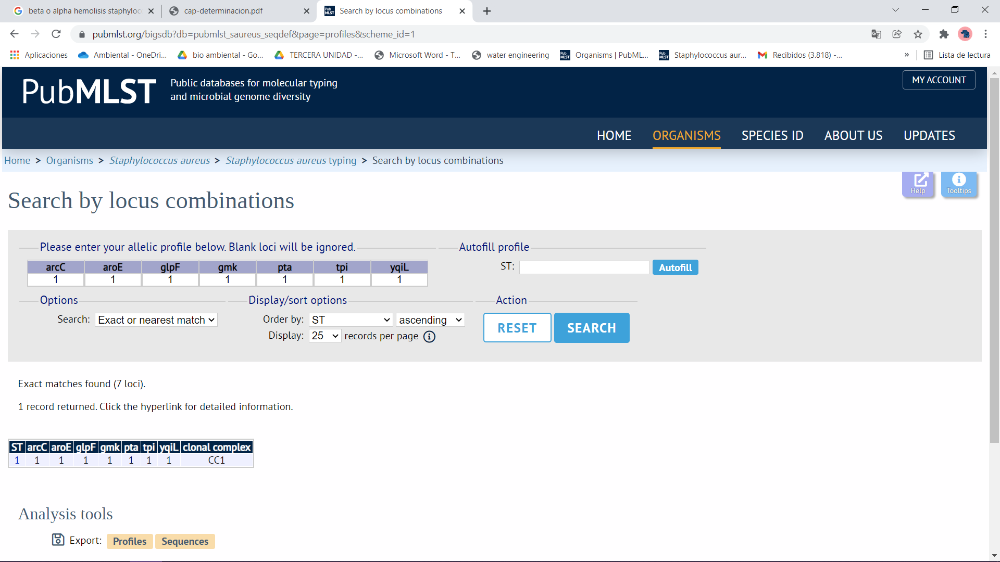 beta o alpha hemolisis staphyloc
cap-determinacion.pdf
Search by locus combinations
pubmlst.org/bigsdb?db=pubmlst_saureus_seqdef&page=profiles&scheme_id=1
Aplicaciones
Ambiental - OneDri...
bio ambiental - Go...
TERCERA UNIDAD -...
Microsoft Word - T...
water engineering
Organisms | PubML...
Staphylococcus aur...
Recibidos (3.818) -...
»
Lista de lectura
PubMLST
Public databases for molecular typing
and microbial genome diversity
MY ACCOUNT
HOME ORGANISMS SPECIES ID ABOUT US UPDATES
Home > Organisms > Staphylococcus aureus > Staphylococcus aureus typing > Search by locus combinations
Help
Tooltips
Search by locus combinations
Please enter your allelic profile below. Blank loci will be ignored.
arcC aroE glpF gmk pta tpi yqiL
1 1 1 1 1 1 1
Autofill profile
ST: Autofill
Options
Search: Exact or nearest match
Display/sort options
Order by: ST ascending
Display: 25 records per page
Action
RESET SEARCH
Exact matches found (7 loci).
1 record returned. Click the hyperlink for detailed information.
ST arcC aroE glpF gmk pta tpi yqiL clonal complex
1 1 1 1 1 1 1 1 CC1
Analysis tools
Export: Profiles Sequences